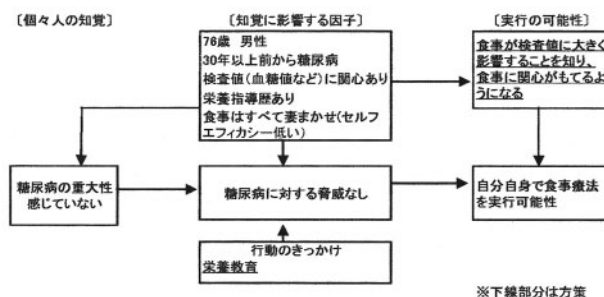 〔個々人の知覚〕
〔知覚に影響する因子〕
〔実行の可能性〕
76歳 男性
30年以上前から糖尿病
検査値(血糖値など)に関心あり
栄養指導歴あり
食事はすべて妻まかせ(セルフ
エフィカシー低い)
食事が検査値に大きく
影響することを知り、
食事に関心がもてるよ
うになる
糖尿病の重大性
感じていない
糖尿病に対する脅威なし
自分自身で食事療法
を実行可能性
行動のきっかけ
栄養教育
※下線部分は方策